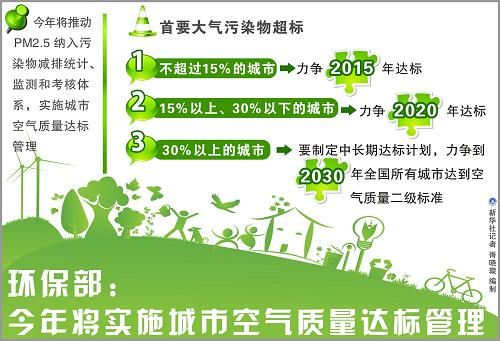 今年将推动
PM2.5 纳入污
染物减排统计、
监测和考核体
系，实施城市
空气质量达标
管理
首要大气污染物超标
1 不超过15%的城市 力争 2015 年达标
2 15%以上、30%以下的城市 力争 2020 年达标
3 30%以上的城市 要制定中长期达标计划，力争到
2030 年全国所有城市达到空
气质量二级标准
新华社记者 肖晓璇 编制
环保部：
今年将实施城市空气质量达标管理